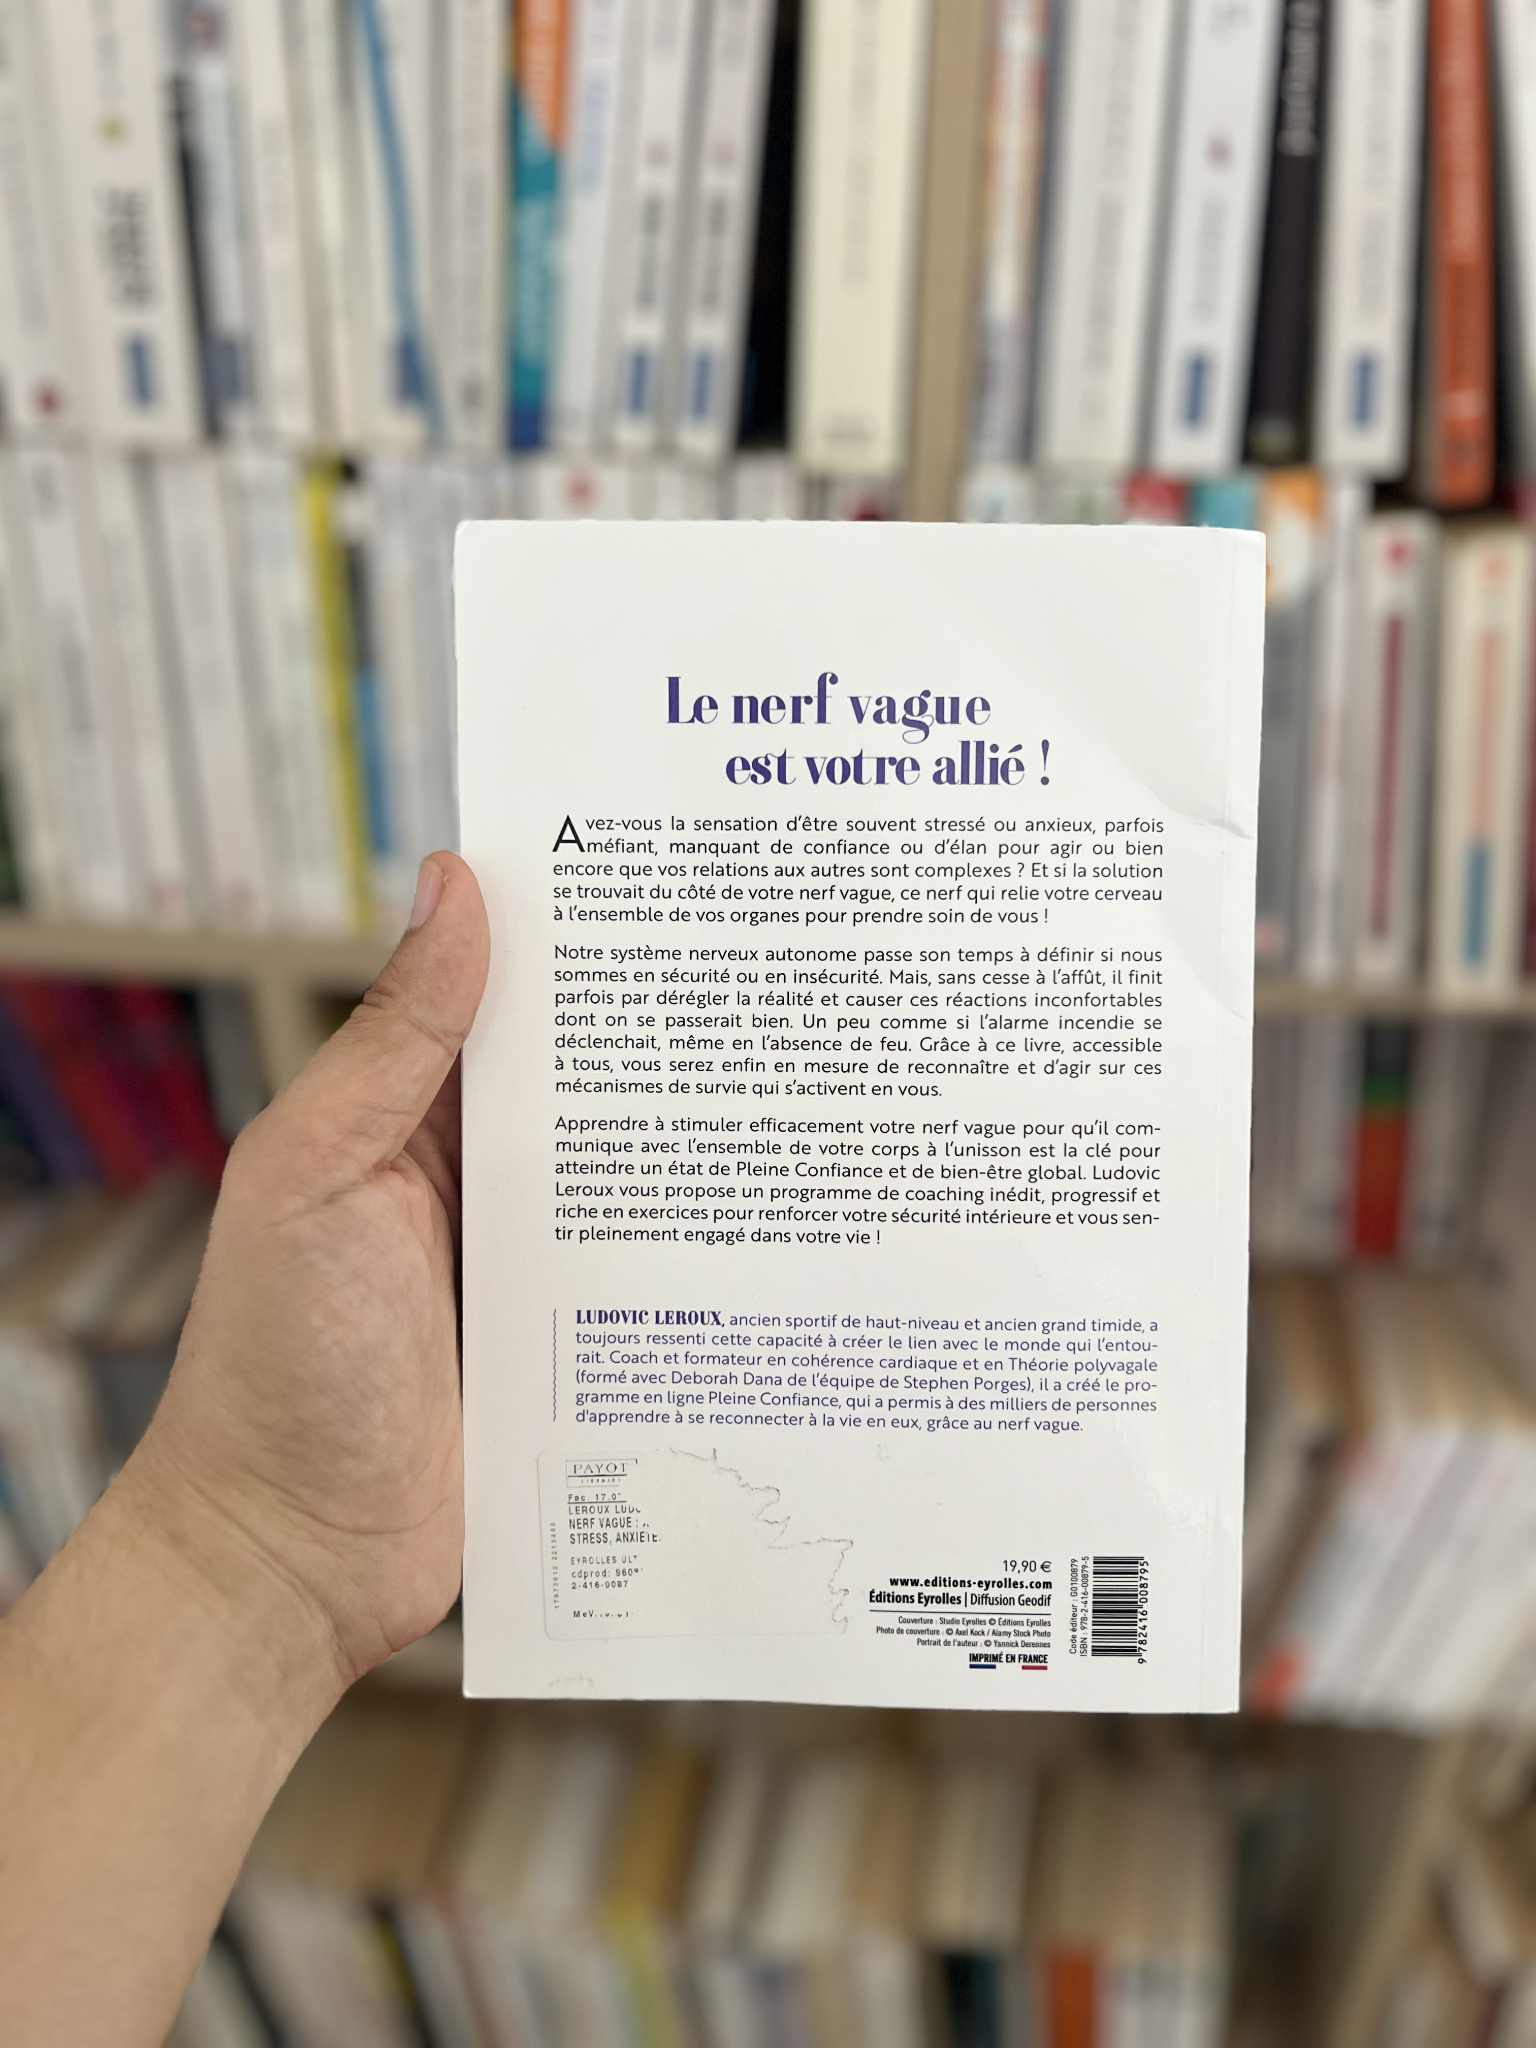 Le nerf vague
est votre allié !
Avez-vous la sensation d’être souvent stressé ou anxieux, parfois
méfiant, manquant de confiance ou d’élan pour agir ou bien
encore que vos relations aux autres sont complexes ? Et si la solution
se trouvait du côté de votre nerf vague, ce nerf qui relie votre cerveau
à l’ensemble de vos organes pour prendre soin de vous !
Notre système nerveux autonome passe son temps à définir si nous
sommes en sécurité ou en insécurité. Mais, sans cesse à l’affût, il finit
parfois par dérégler la réalité et causer ces réactions inconfortables
dont on se passerait bien. Un peu comme si l’alarme incendie se
déclenchait, même en l’absence de feu. Grâce à ce livre, accessible
à tous, vous serez enfin en mesure de reconnaître et d’agir sur ces
mécanismes de survie qui s’activent en vous.
Apprendre à stimuler efficacement votre nerf vague pour qu’il com-
munique avec l’ensemble de votre corps à l’unisson est la clé pour
atteindre un état de Pleine Confiance et de bien-être global. Ludovic
Leroux vous propose un programme de coaching inédit, progressif et
riche en exercices pour renforcer votre sécurité intérieure et vous sen-
tir pleinement engagé dans votre vie !
LUDOVIC LEROUX, ancien sportif de haut-niveau et ancien grand timide, a
toujours ressenti cette capacité à créer le lien avec le monde qui l’entou-
rait. Coach et formateur en cohérence cardiaque et en Théorie polyvagale
(formé avec Deborah Dana de l’équipe de Stephen Porges), il a créé le pro-
gramme en ligne Pleine Confiance, qui a permis à des milliers de personnes
d'apprendre à se reconnecter à la vie en eux, grâce au nerf vague.
PAYOT
Fac. 17.0
LEROUX
NERF VAGUE :
STRESS, ANXIETE
EYROLLES
cdprod: 960
2-416-0087
19,90 €
www.editions-eyrolles.com
Éditions Eyrolles | Diffusion Geodif
Couverture : Studio Eyrolles © Éditions Eyrolles
Photo de couverture : © Axel Kock / Alamy Stock Photo
Portrait de l'auteur : © Yannick Derennes
IMPRIMÉ EN FRANCE
Code éditeur : G0100879
ISBN : 978-2-416-00879-5
9 782416 008795